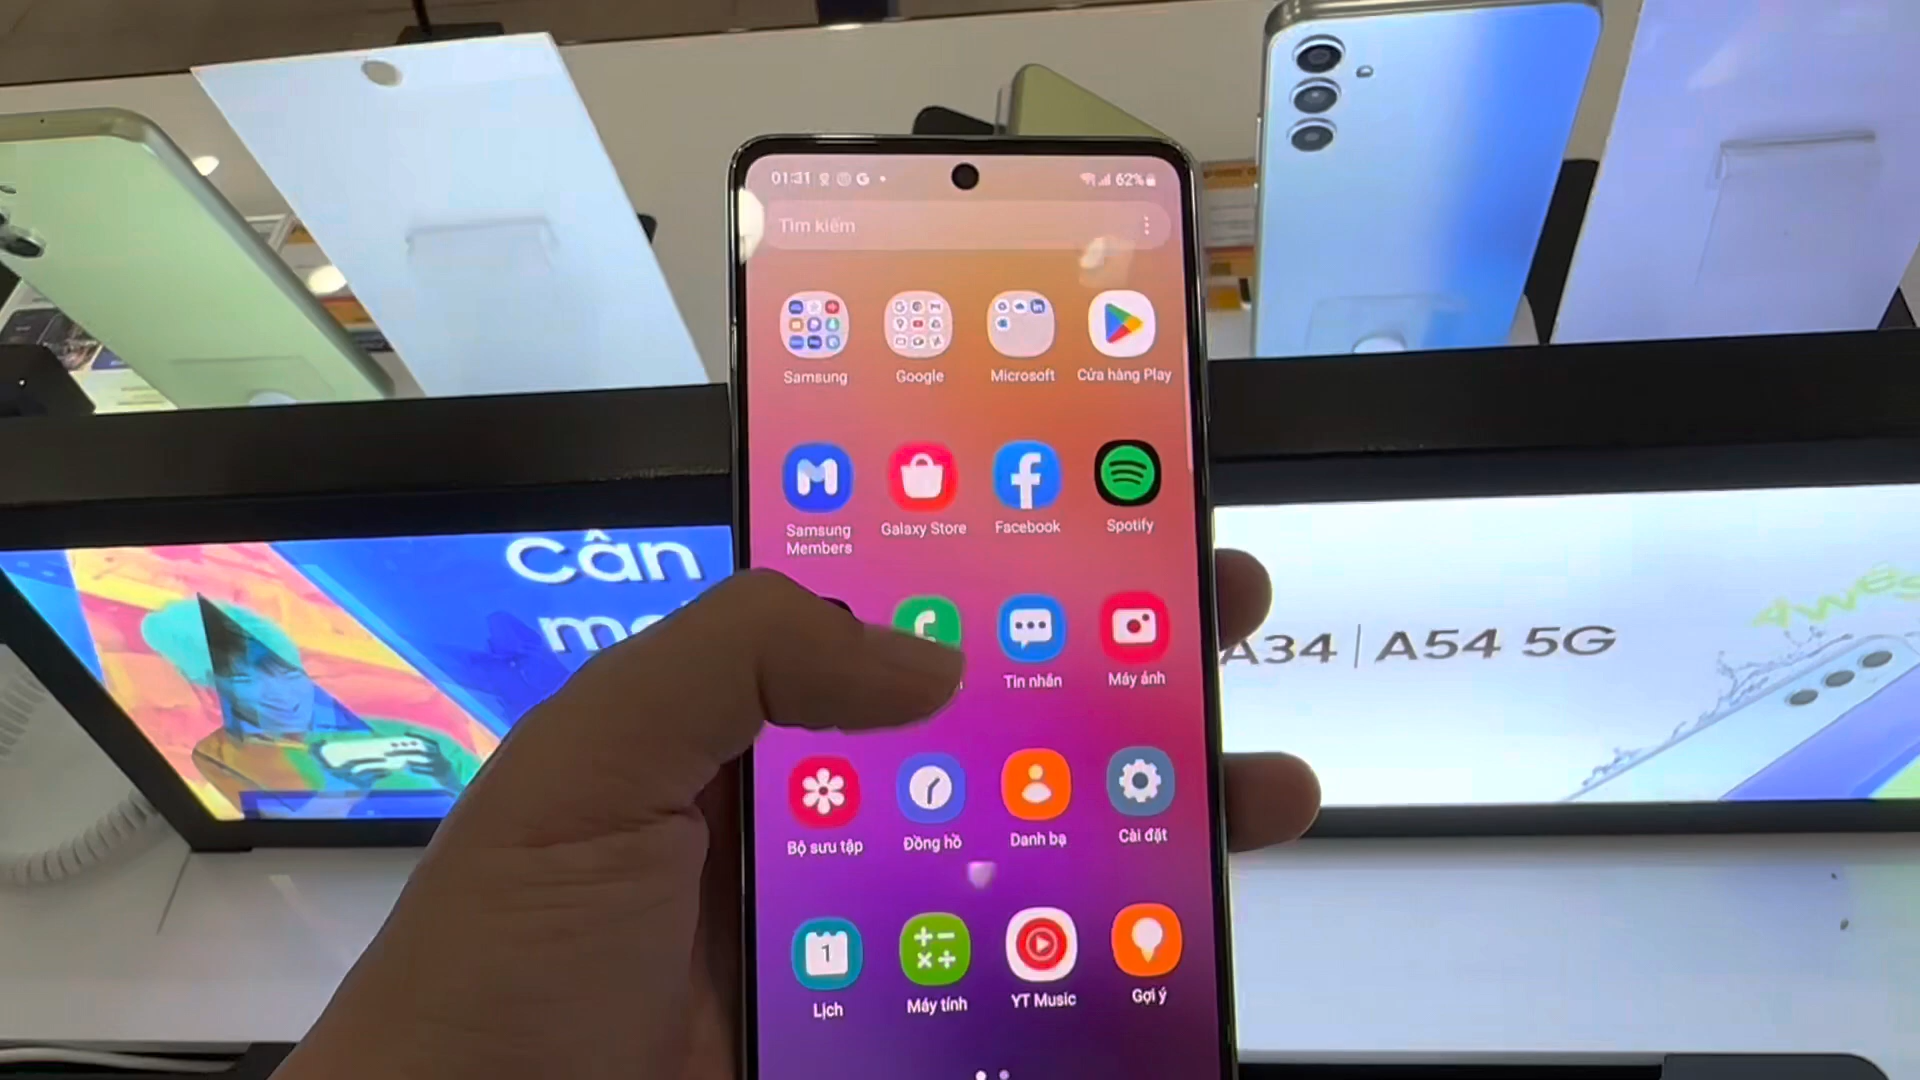 01:31
62%
Tìm kiếm
Samsung
Google
Microsoft
Cửa hàng Play
Samsung Members
Galaxy Store
Facebook
Spotify
Tin nhắn
Máy ảnh
Bộ sưu tập
Đồng hồ
Danh bạ
Cài đặt
1
Lịch
Máy tính
YT Music
Gợi ý
Cân
A34 | A54 5G